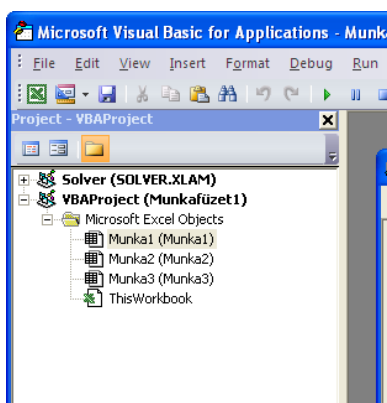 Microsoft Visual Basic for Applications - Munka
File Edit View Insert Format Debug Run
Project - VBAProject
Solver (SOLVER.XLAM)
VBAProject (Munkafüzet1)
Microsoft Excel Objects
Munka1 (Munka1)
Munka2 (Munka2)
Munka3 (Munka3)
ThisWorkbook